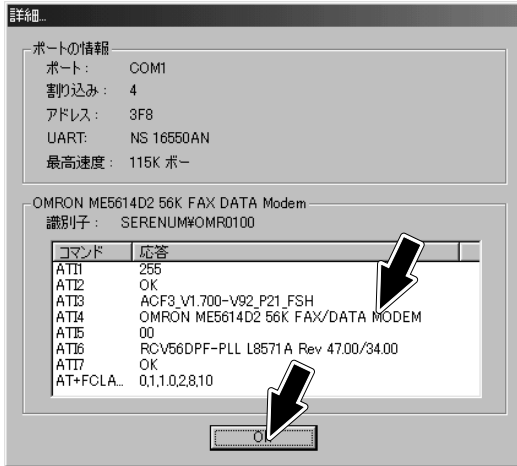 詳細...
ポートの情報
ポート： COM1
割り込み： 4
アドレス： 3F8
UART: NS 16550AN
最高速度： 115K ボー
OMRON ME5614D2 56K FAX DATA Modem
識別子： SERENUM¥OMR0100
コマンド 応答
ATI1 255
ATI2 OK
ATI3 ACF3_V1.700-V92_P21_FSH
ATI4 OMRON ME5614D2 56K FAX/DATA MODEM
ATI5 00
ATI6 RCV56DPF-PLL L8571A Rev 47.00/34.00
ATI7 OK
AT+FCLA... 0,1,1.0,2,8,10
OK